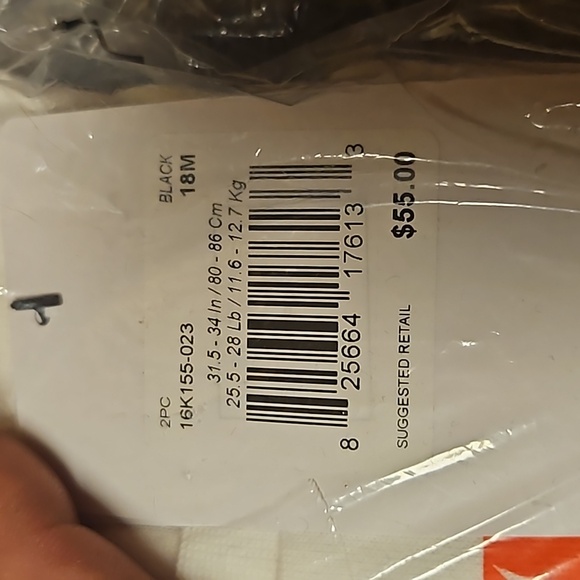 2PC BLACK
16K155-023 18M
31.5 - 34 In / 80 - 86 Cm
25.5 - 28 Lb / 11.6 - 12.7 Kg
8 25664 17613 3
SUGGESTED RETAIL $55.00